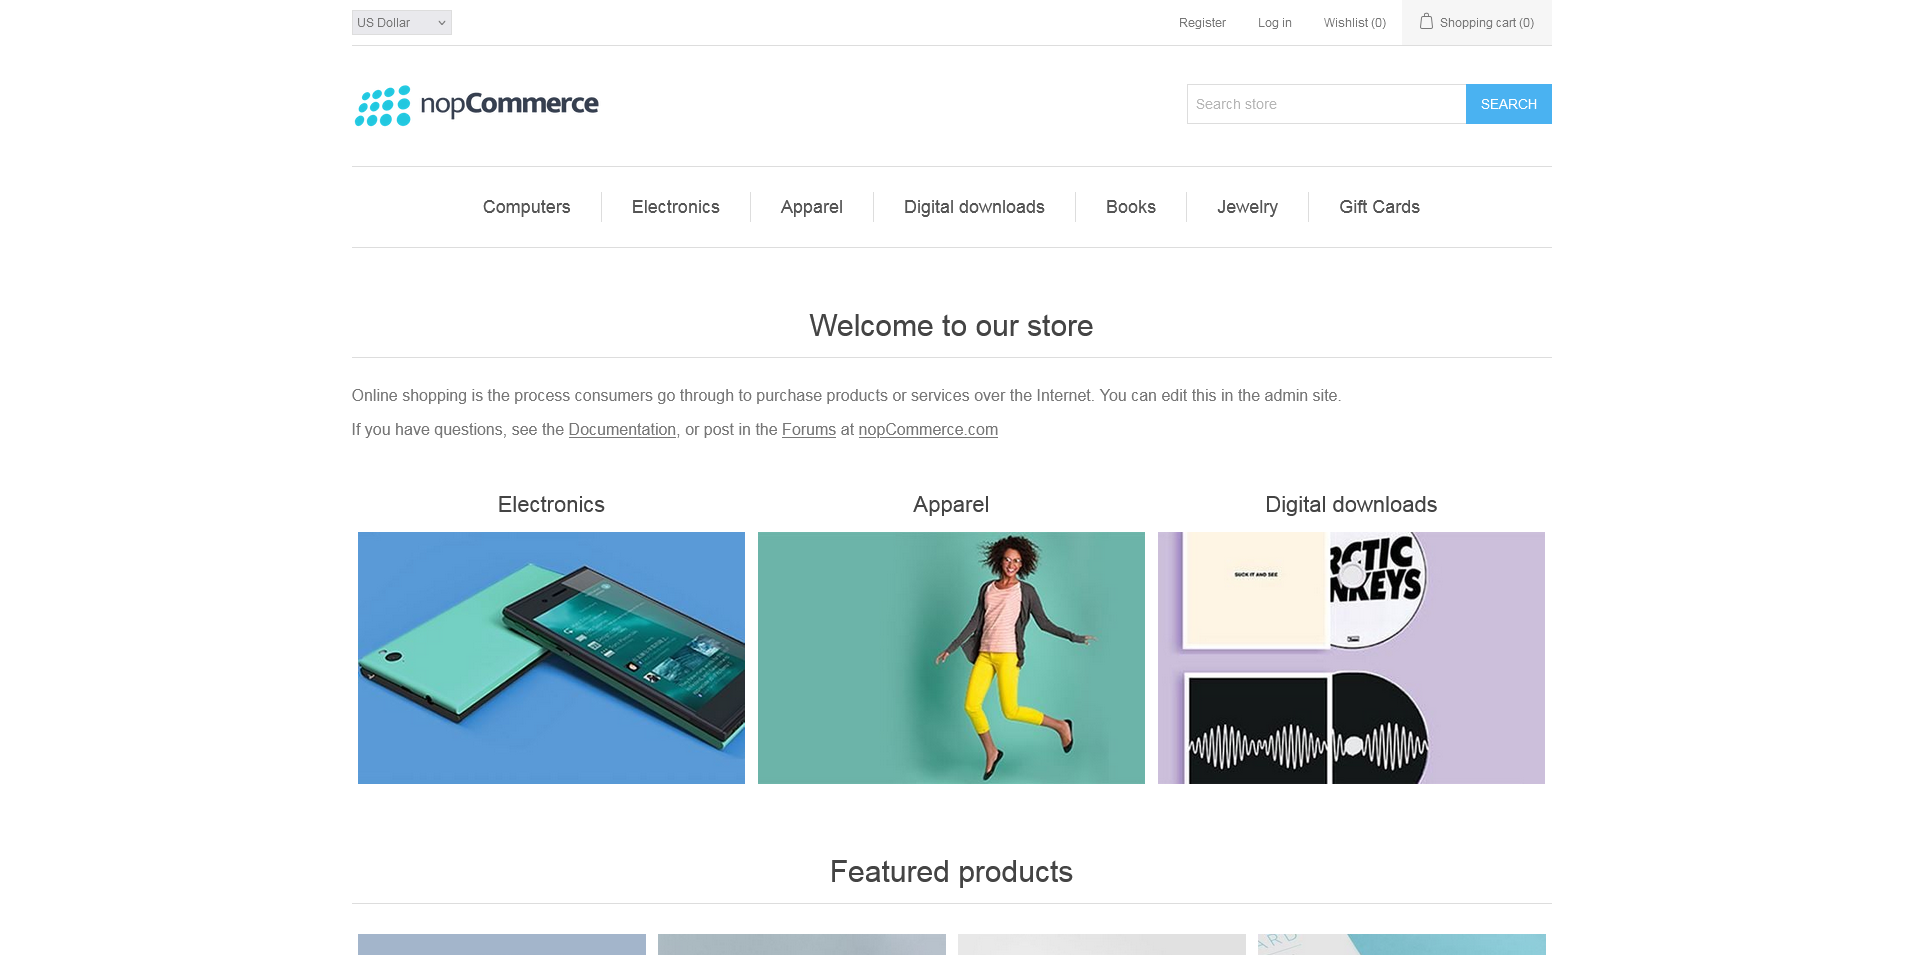 US Dollar
Register
Log in
Wishlist (0)
Shopping cart (0)
nopCommerce
Search store
SEARCH
Computers
Electronics
Apparel
Digital downloads
Books
Jewelry
Gift Cards
Welcome to our store
Online shopping is the process consumers go through to purchase products or services over the Internet. You can edit this in the admin site.
If you have questions, see the Documentation, or post in the Forums at nopCommerce.com
Electronics
Apparel
Digital downloads
SUCK IT AND SEE
RCTIC
NKEYS
Featured products
ARD